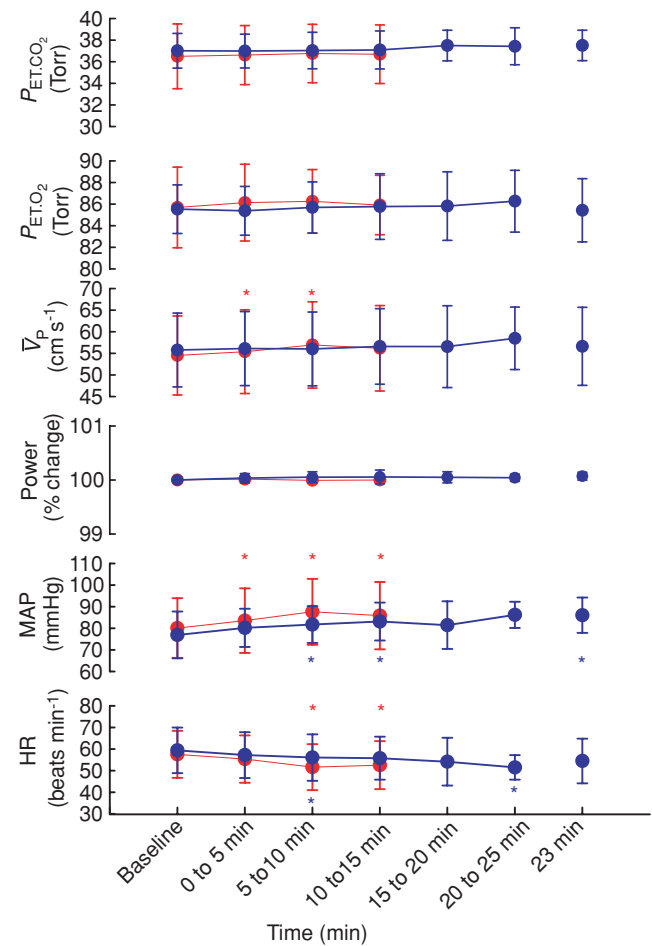 P_ET.CO2
(Torr)
40
38
36
34
32
30
P_ET.O2
(Torr)
90
88
86
84
82
80
V̅_P
(cm s⁻¹)
70
65
60
55
50
45
* *
Power
(% change)
101
100
99
MAP
(mmHg)
110
100
90
80
70
60
* * *
* * *
HR
(beats min⁻¹)
80
70
60
50
40
30
* *
* *
Baseline
0 to 5 min
5 to10 min
10 to15 min
15 to 20 min
20 to 25 min
23 min
Time (min)